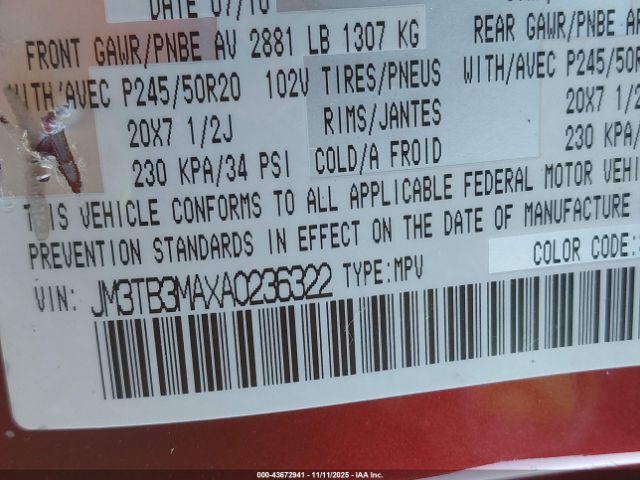 DATE 07/10
FRONT GAWR/PNBE AV 2881 LB 1307 KG REAR GAWR/PNBE
WITH/AVEC P245/50R20 102V TIRES/PNEUS WITH/AVEC P245/50R
20X7 1/2J RIMS/JANTES 20X7 1/2
230 KPA/34 PSI COLD/A FROID 230 KPA
THIS VEHICLE CONFORMS TO ALL APPLICABLE FEDERAL MOTOR VEHI
PREVENTION STANDARDS IN EFFECT ON THE DATE OF MANUFACTURE
COLOR CODE:
VIN: JM3TB3MAXA0236322 TYPE:MPV
000-43672941 - 11/11/2025 - IAA Inc.